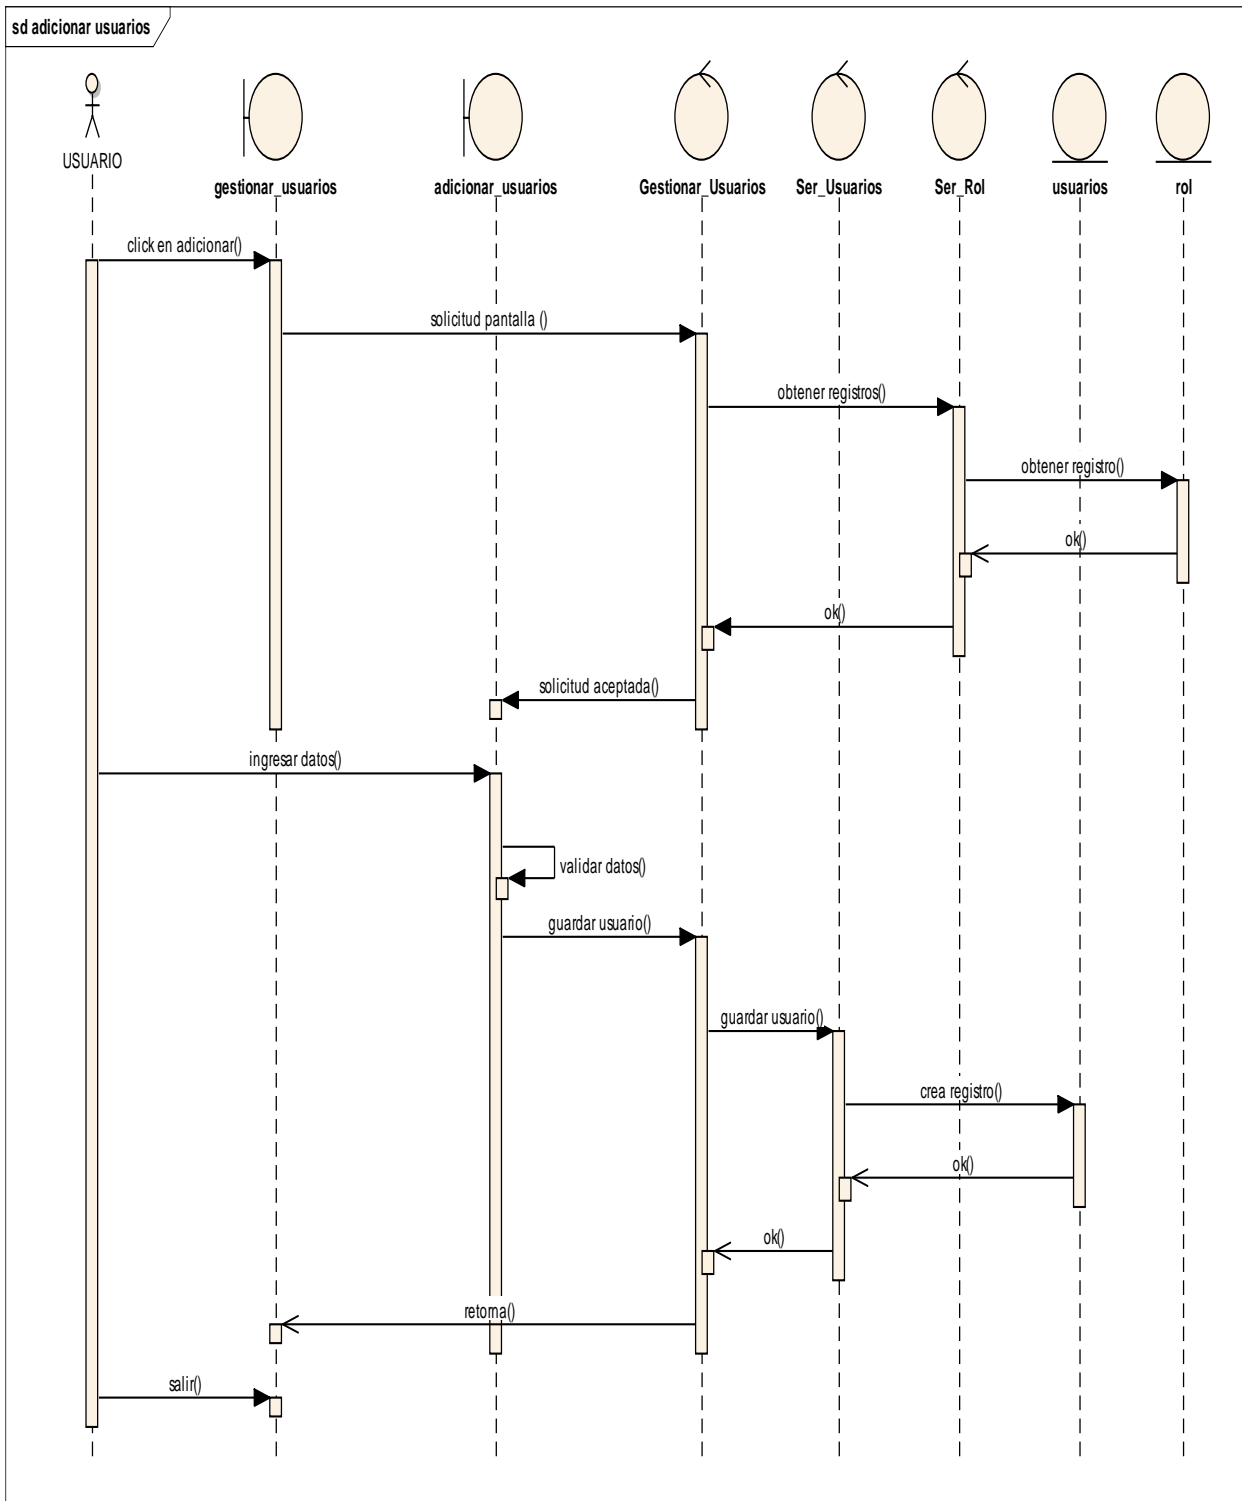 sd adicionar usuarios
USUARIO
gestionar_usuarios
adicionar_usuarios
Gestionar_Usuarios
Ser_Usuarios
Ser_Rol
usuarios
rol
click en adicionar()
solicitud pantalla ()
obtener registros()
obtener registro()
ok()
ok()
solicitud aceptada()
ingresar datos()
validar datos()
guardar usuario()
guardar usuario()
crea registro()
ok()
ok()
retorna()
salir()